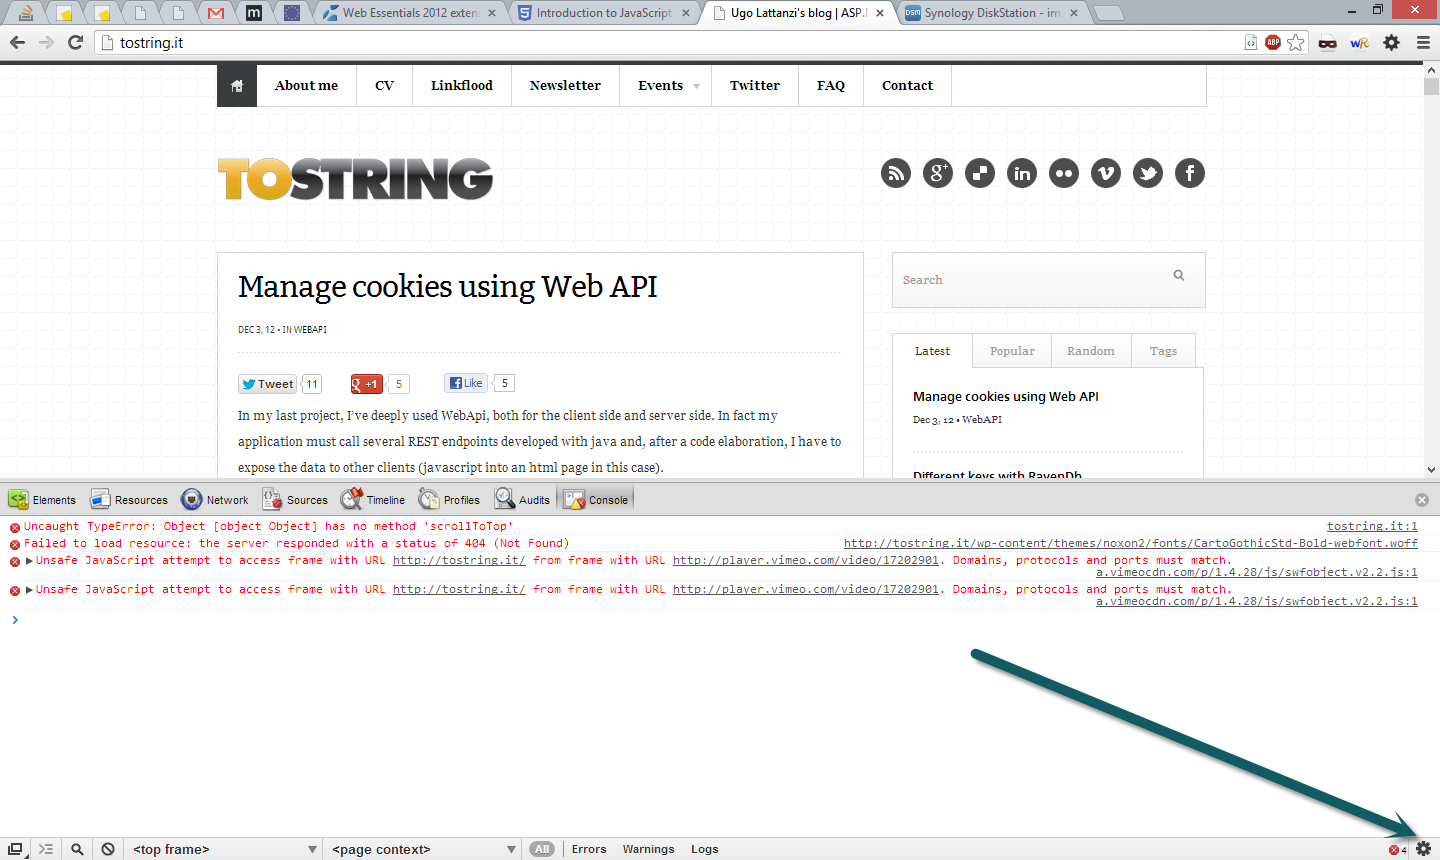 Web Essentials 2012 exten
Introduction to JavaScript
Ugo Lattanzi's blog | ASP.I
DSM
Synology DiskStation - im
tostring.it
ABP
wR
About me
CV
Linkflood
Newsletter
Events
Twitter
FAQ
Contact
TOSTRING
Manage cookies using Web API
DEC 3, 12 • IN WEBAPI
Tweet
11
g +1
5
Like
5
In my last project, I've deeply used WebApi, both for the client side and server side. In fact my
application must call several REST endpoints developed with java and, after a code elaboration, I have to
expose the data to other clients (javascript into an html page in this case).
Search
Latest
Popular
Random
Tags
Manage cookies using Web API
Dec 3, 12 • WebAPI
Different keys with RavenDb
Elements
Resources
Network
Sources
Timeline
Profiles
Audits
Console
Uncaught TypeError: Object [object Object] has no method 'scrollToTop'
tostring.it:1
Failed to load resource: the server responded with a status of 404 (Not Found)
http://tostring.it/wp-content/themes/noxon2/fonts/CartoGothicStd-Bold-webfont.woff
Unsafe JavaScript attempt to access frame with URL http://tostring.it/ from frame with URL http://player.vimeo.com/video/17202901. Domains, protocols and ports must match.
a.vimeocdn.com/p/1.4.28/js/swfobject.v2.2.js:1
Unsafe JavaScript attempt to access frame with URL http://tostring.it/ from frame with URL http://player.vimeo.com/video/17202901. Domains, protocols and ports must match.
a.vimeocdn.com/p/1.4.28/js/swfobject.v2.2.js:1
<top frame>
<page context>
All
Errors
Warnings
Logs
4